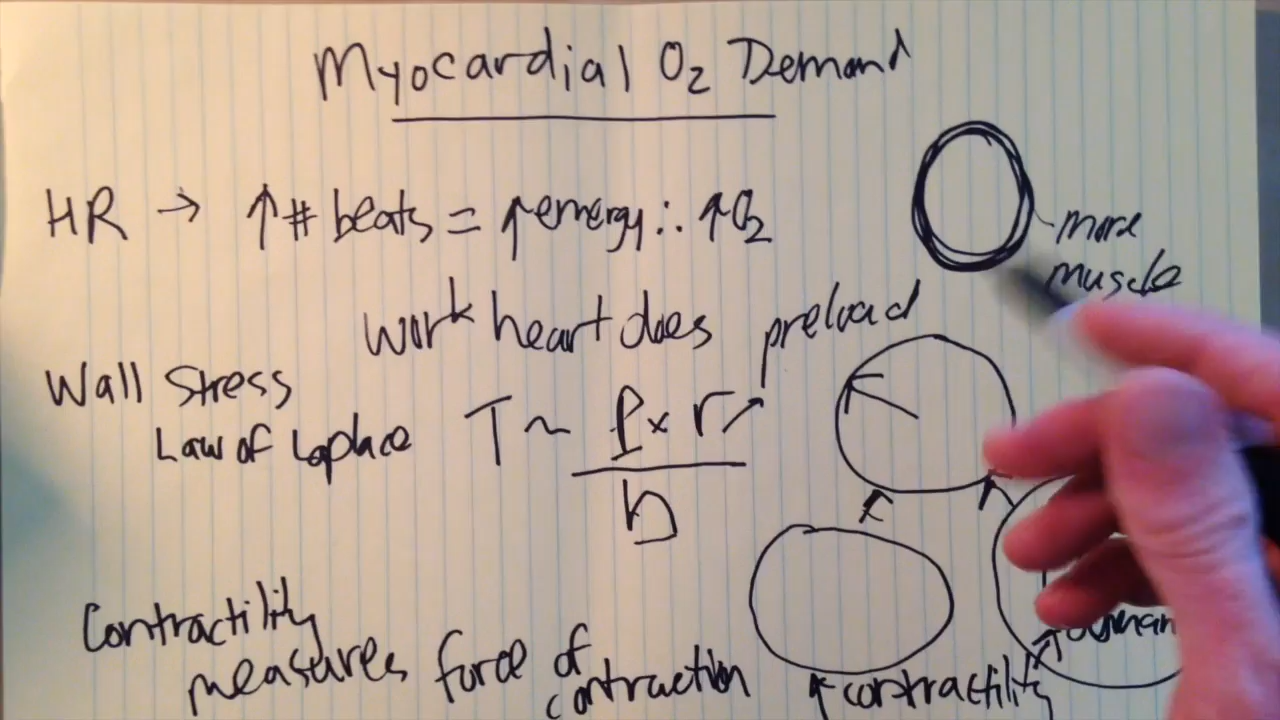 Myocardial O₂ Demand
HR → ↑ # beats = ↑ energy ∴ ↑ O₂
more
muscle
Work heart does
preload
Wall Stress
Law of Laplace
T ~ P x r
h
Contractility
measures force of
contraction
↑ contractility